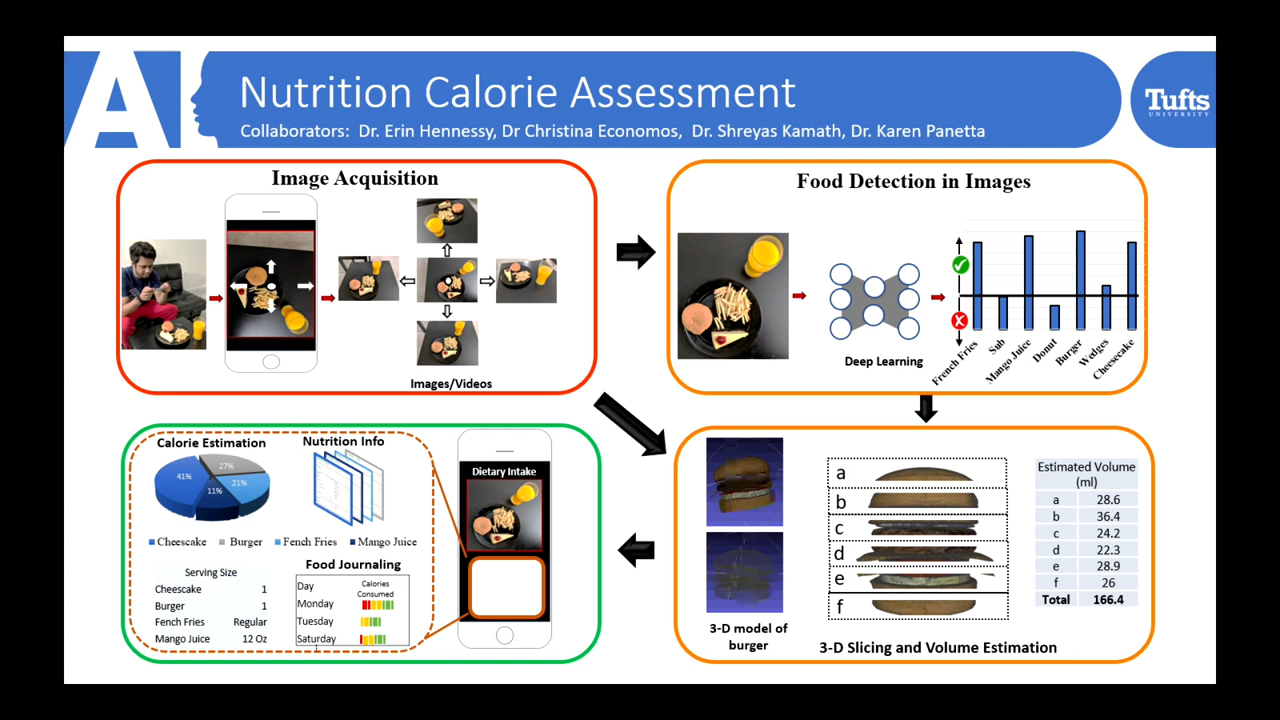 AI
Nutrition Calorie Assessment
Collaborators: Dr. Erin Hennessy, Dr Christina Economos, Dr. Shreyas Kamath, Dr. Karen Panetta
Tufts
UNIVERSITY
Image Acquisition
Images/Videos
Food Detection in Images
Deep Learning
French Fries
Sub
Mango Juice
Donut
Burger
Wedges
Cheesecake
Calorie Estimation
41%
27%
21%
11%
Cheescake Burger Fench Fries Mango Juice
Nutrition Info
Serving Size
Cheescake 1
Burger 1
Fench Fries Regular
Mango Juice 12 Oz
Food Journaling
Day Calories Consumed
Monday
Tuesday
Saturday
Dietary Intake
3-D model of
burger
a
b
c
d
e
f
3-D Slicing and Volume Estimation
Estimated Volume
(ml)
a 28.6
b 36.4
c 24.2
d 22.3
e 28.9
f 26
Total 166.4